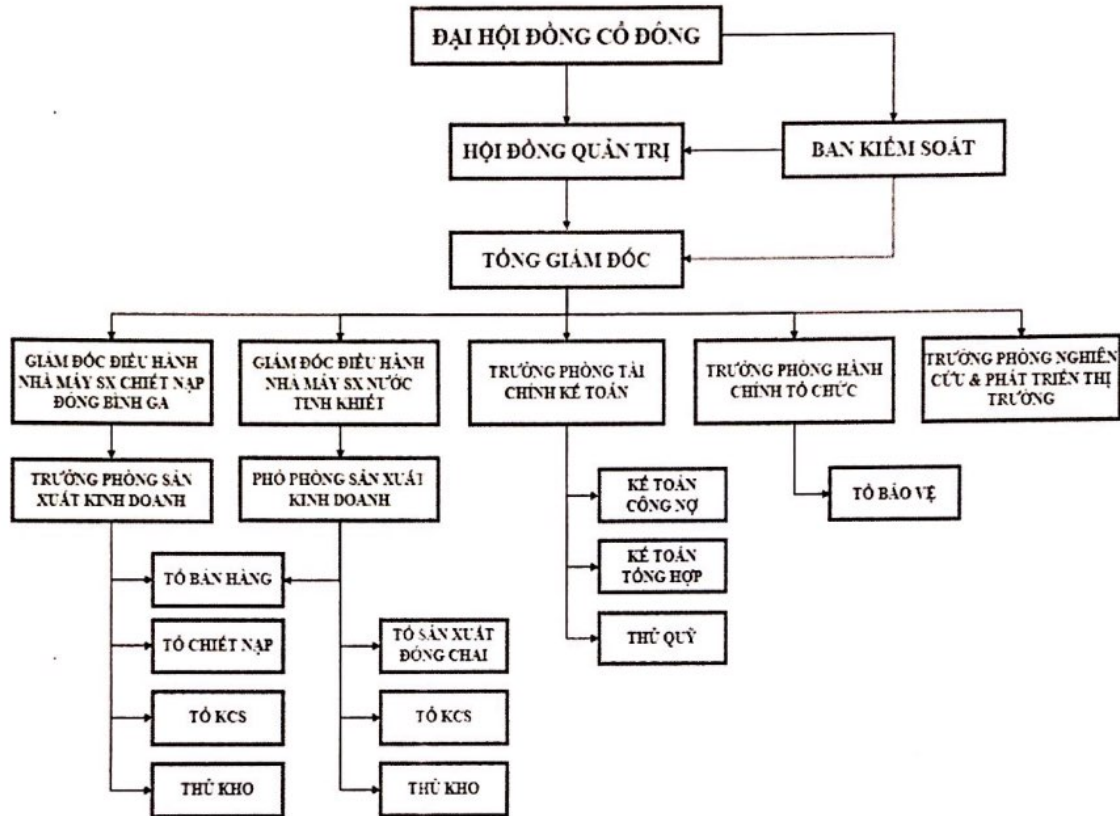 ĐẠI HỘI ĐỒNG CỔ ĐÔNG
HỘI ĐỒNG QUẢN TRỊ
BAN KIỂM SOÁT
TỔNG GIÁM ĐỐC
GIÁM ĐỐC ĐIỀU HÀNH
NHÀ MÁY SX CHIẾT NẠP
ĐÓNG BÌNH GA
GIÁM ĐỐC ĐIỀU HÀNH
NHÀ MÁY SX NƯỚC
TINH KHIẾT
TRƯỞNG PHÒNG TÀI
CHÍNH KẾ TOÁN
TRƯỞNG PHÒNG HÀNH
CHÍNH TỔ CHỨC
TRƯỞNG PHÒNG NGHIÊN
CỨU & PHÁT TRIỂN THỊ
TRƯỜNG
TRƯỞNG PHÒNG SẢN
XUẤT KINH DOANH
PHÓ PHÒNG SẢN XUẤT
KINH DOANH
KẾ TOÁN
CÔNG NỢ
TỔ BẢO VỆ
TỔ BÁN HÀNG
KẾ TOÁN
TỔNG HỢP
TỔ CHIẾT NẠP
TỔ SẢN XUẤT
ĐÓNG CHAI
THỦ QUỸ
TỔ KCS
TỔ KCS
THỦ KHO
THỦ KHO